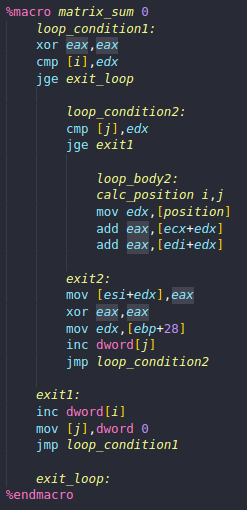 %macro matrix_sum 0
loop_condition1:
xor eax,eax
cmp [i],edx
jge exit_loop
loop_condition2:
cmp [j],edx
jge exit1
loop_body2:
calc_position i,j
mov edx,[position]
add eax,[ecx+edx]
add eax,[edi+edx]
exit2:
mov [esi+edx],eax
xor eax,eax
mov edx,[ebp+28]
inc dword[j]
jmp loop_condition2
exit1:
inc dword[i]
mov [j],dword 0
jmp loop_condition1
exit_loop:
%endmacro